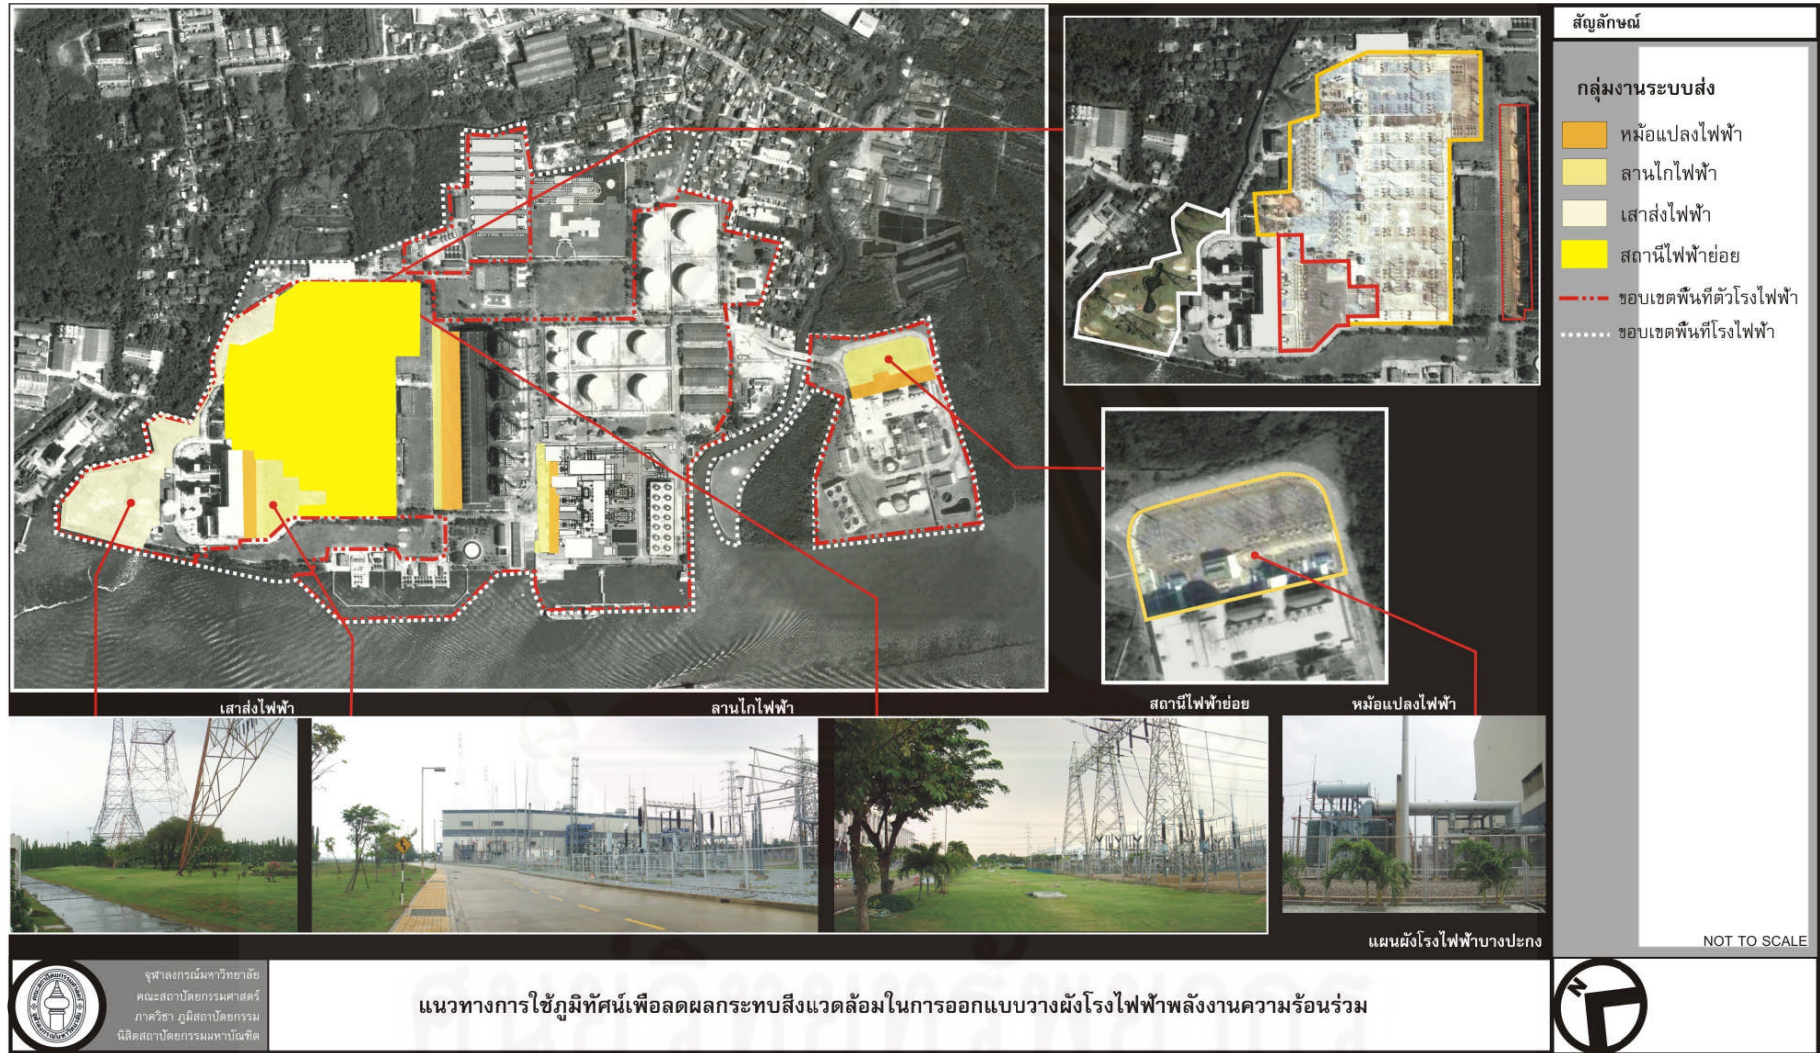 สัญลักษณ์
กลุ่มงานระบบส่ง
หม้อแปลงไฟฟ้า
ลานไกไฟฟ้า
เสาส่งไฟฟ้า
สถานีไฟฟ้าย่อย
ขอบเขตพื้นที่ตัวโรงไฟฟ้า
ขอบเขตพื้นที่โรงไฟฟ้า
เสาส่งไฟฟ้า
ลานไกไฟฟ้า
สถานีไฟฟ้าย่อย
หม้อแปลงไฟฟ้า
แผนผังโรงไฟฟ้าบางปะกง
NOT TO SCALE
จุฬาลงกรณ์มหาวิทยาลัย
คณะสถาปัตยกรรมศาสตร์
ภาควิชา ภูมิสถาปัตยกรรม
นิสิตสถาปัตยกรรมมหาบัณฑิต
แนวทางการใช้ภูมิทัศน์เพื่อลดผลกระทบสิ่งแวดล้อมในการออกแบบวางผังโรงไฟฟ้าพลังงานความร้อนร่วม
N